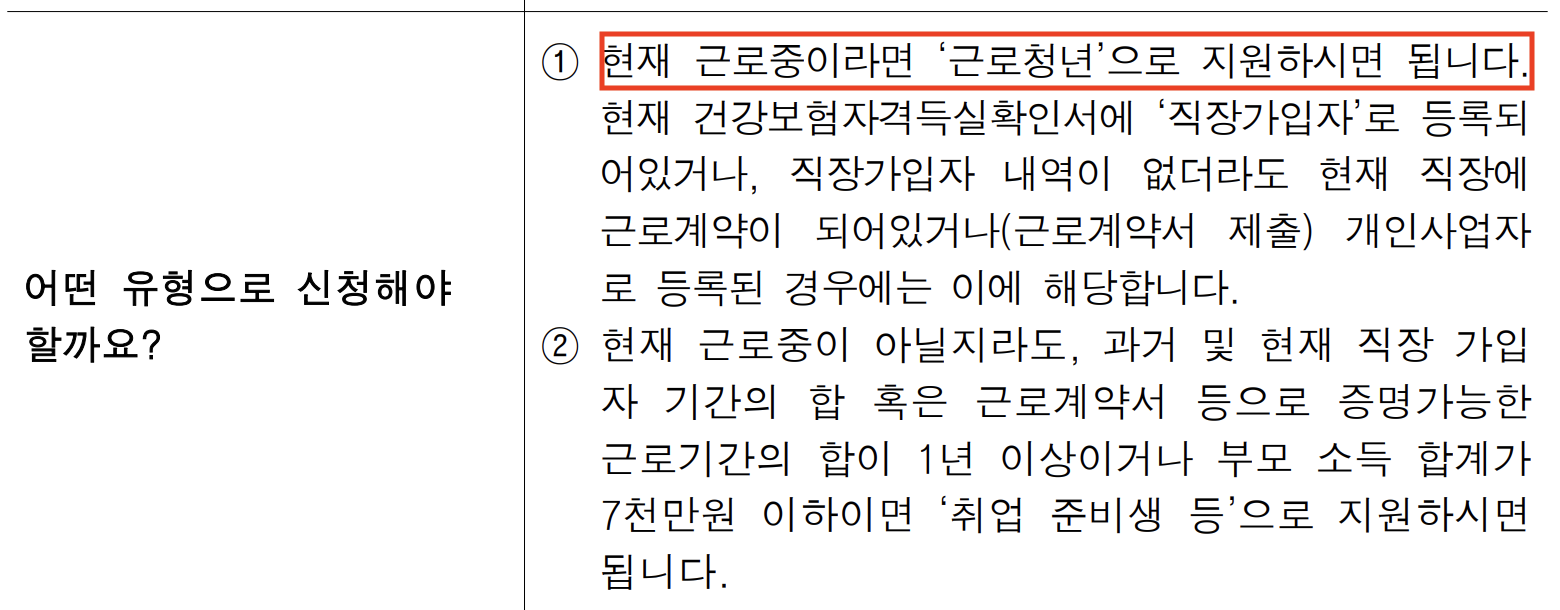 어떤 유형으로 신청해야
할까요?
① 현재 근로중이라면 ‘근로청년’으로 지원하시면 됩니다.
현재 건강보험자격득실확인서에 ‘직장가입자’로 등록되
어있거나, 직장가입자 내역이 없더라도 현재 직장에
근로계약이 되어있거나(근로계약서 제출) 개인사업자
로 등록된 경우에는 이에 해당합니다.
② 현재 근로중이 아닐지라도, 과거 및 현재 직장 가입
자 기간의 합 혹은 근로계약서 등으로 증명가능한
근로기간의 합이 1년 이상이거나 부모 소득 합계가
7천만원 이하이면 ‘취업 준비생 등’으로 지원하시면
됩니다.